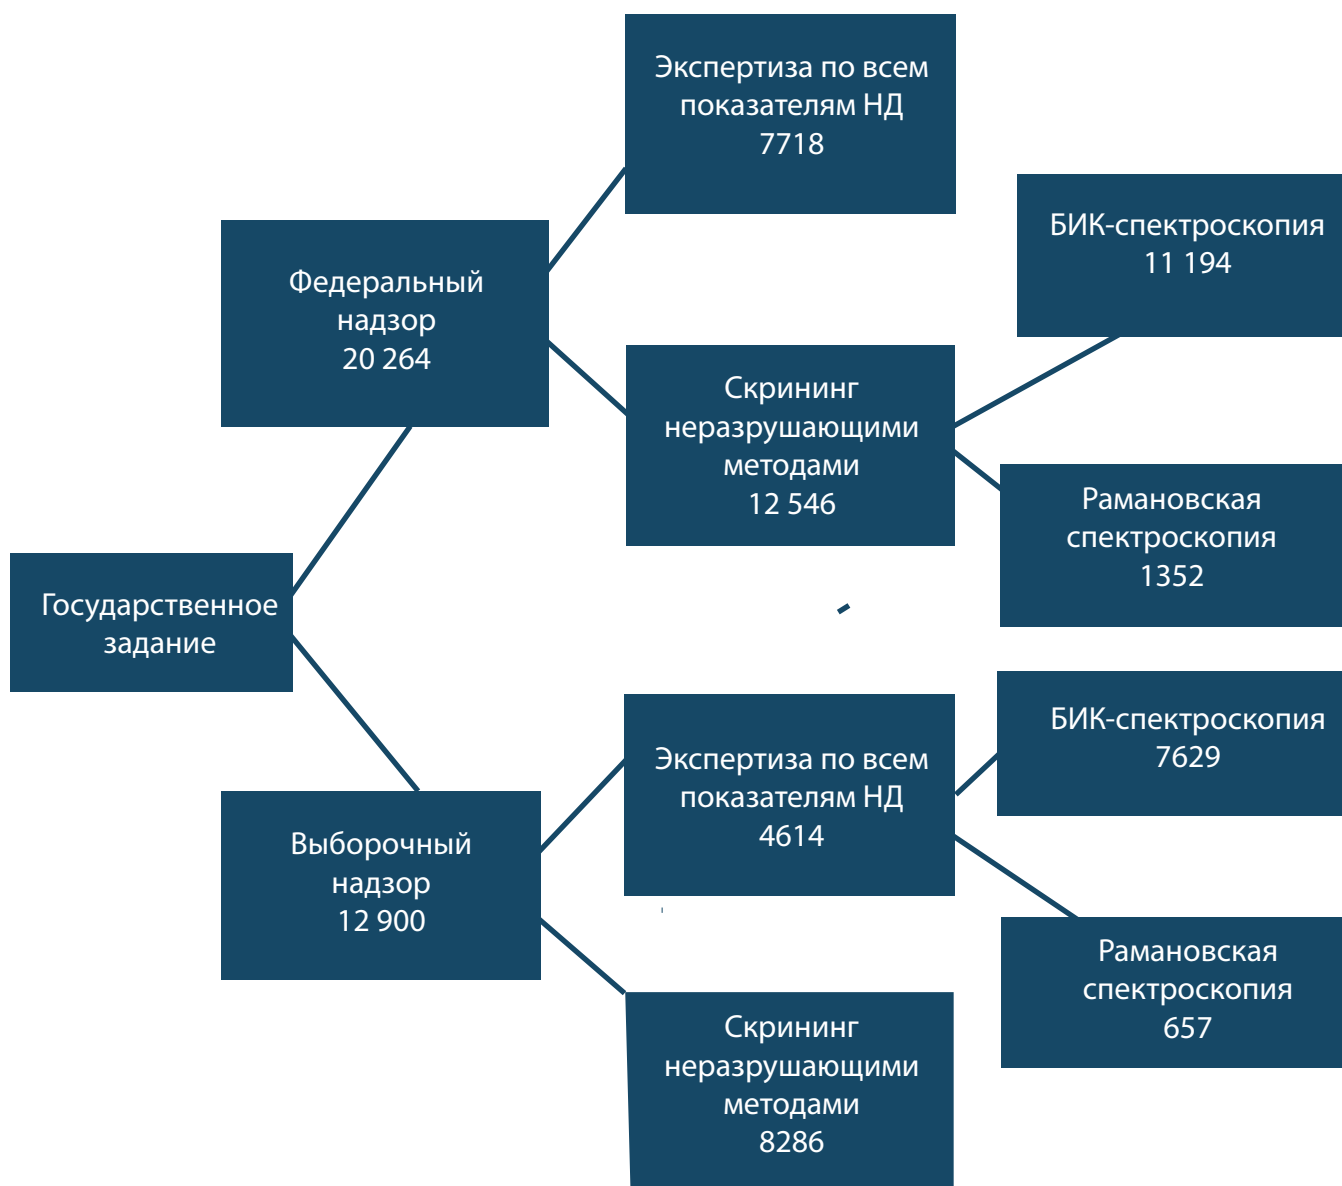 Экспертиза по всем
показателям НД
7718
БИК-спектроскопия
11 194
Федеральный
надзор
20 264
Скрининг
неразрушающими
методами
12 546
Рамановская
спектроскопия
1352
Государственное
задание
Экспертиза по всем
показателям НД
4614
БИК-спектроскопия
7629
Выборочный
надзор
12 900
Рамановская
спектроскопия
657
Скрининг
неразрушающими
методами
8286